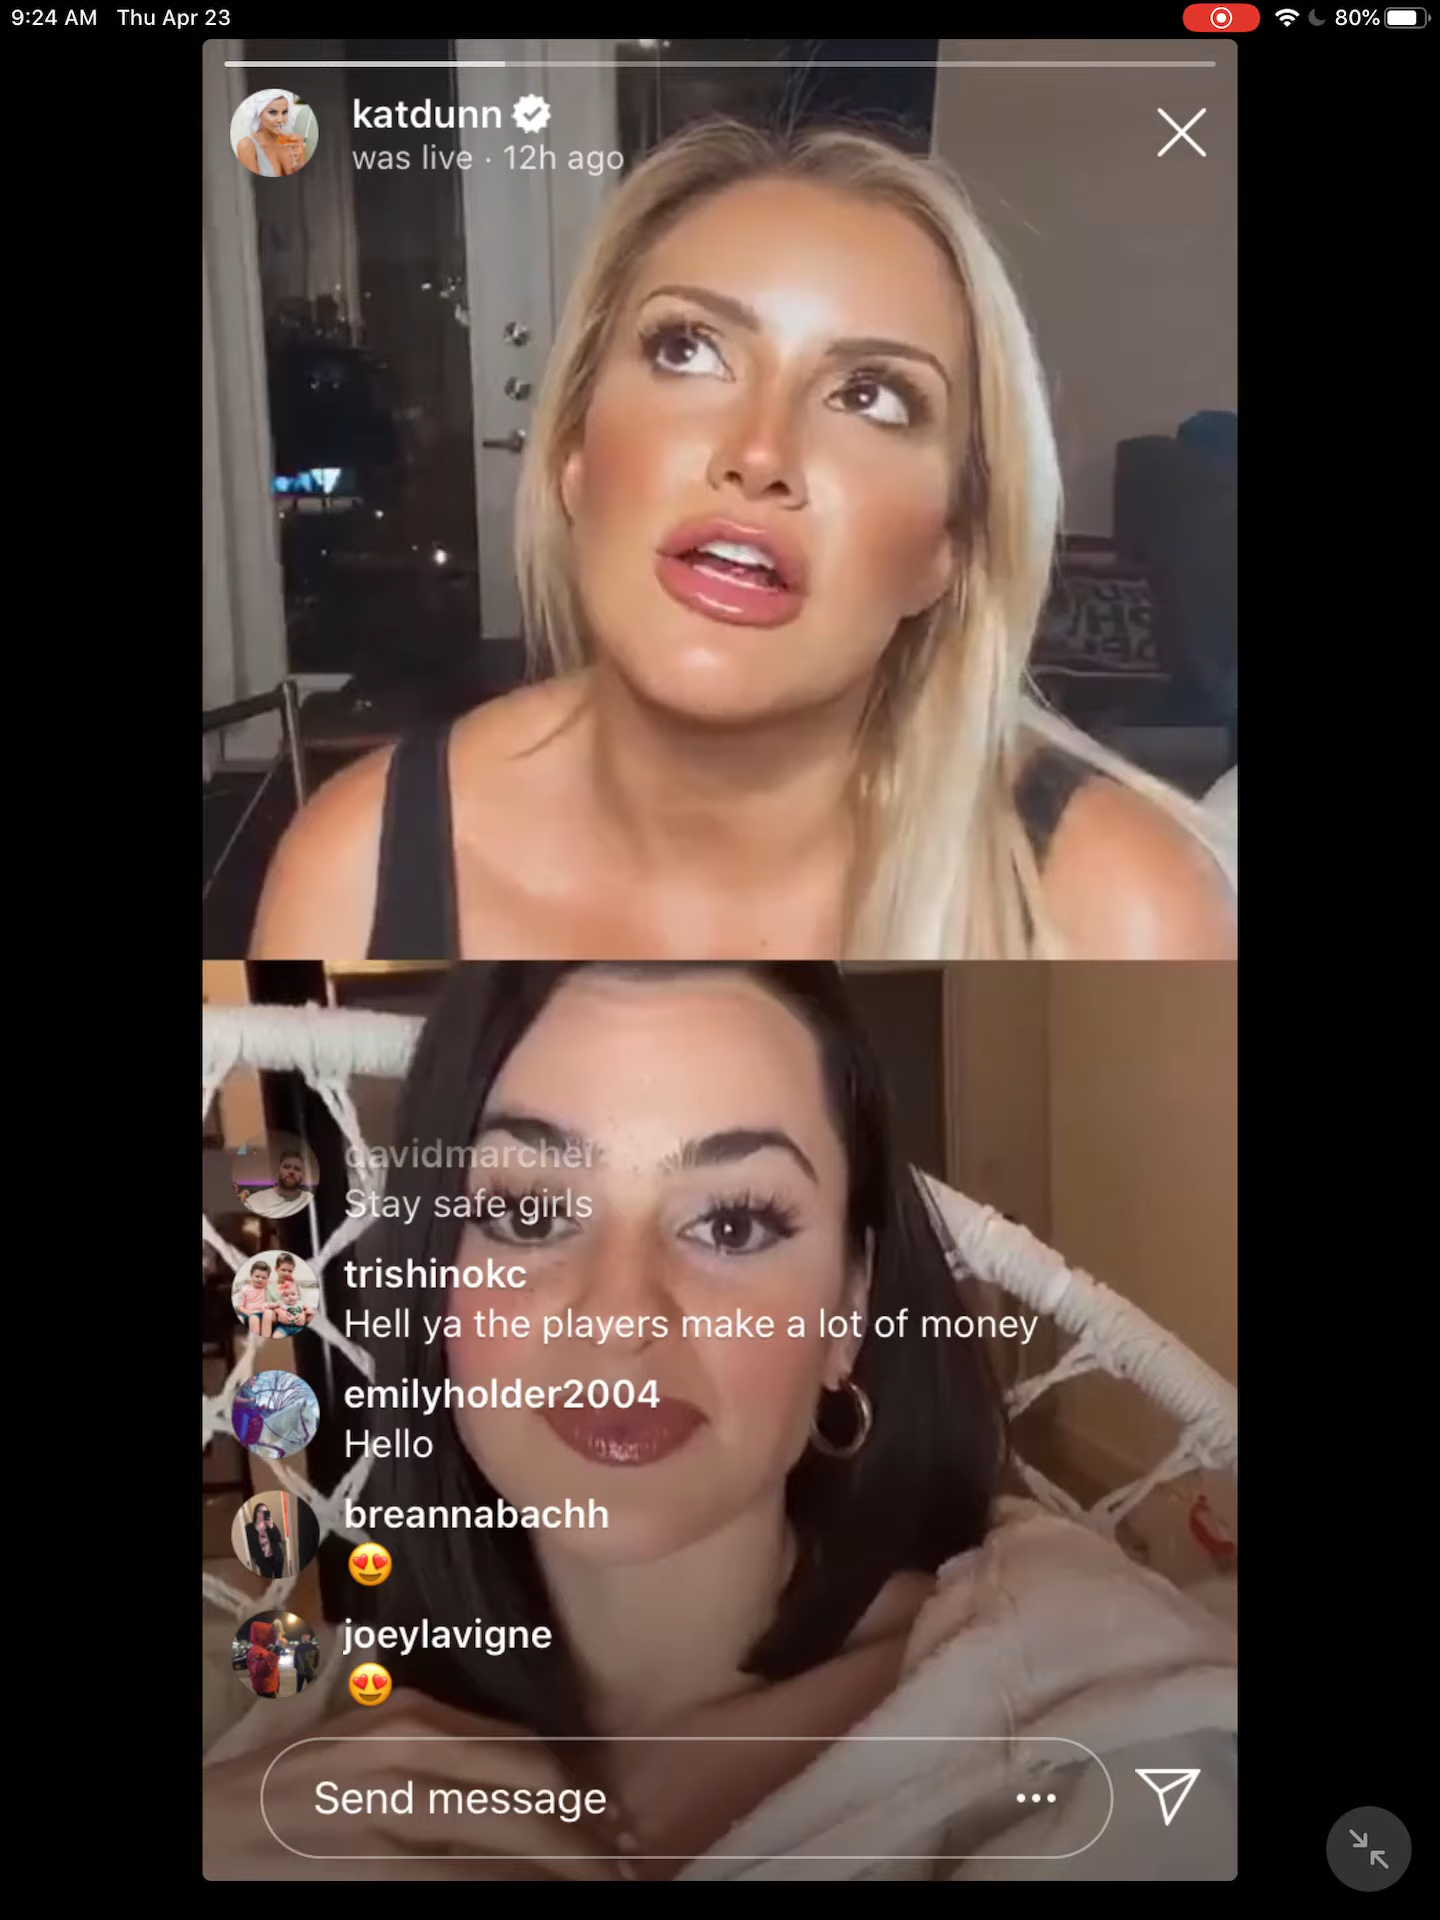 9:24 AM Thu Apr 23
80%
katdunn
was live · 12h ago
Stay safe girls
trishinokc
Hell ya the players make a lot of money
emilyholder2004
Hello
breannabachh
😍
joeylavigne
😍
Send message